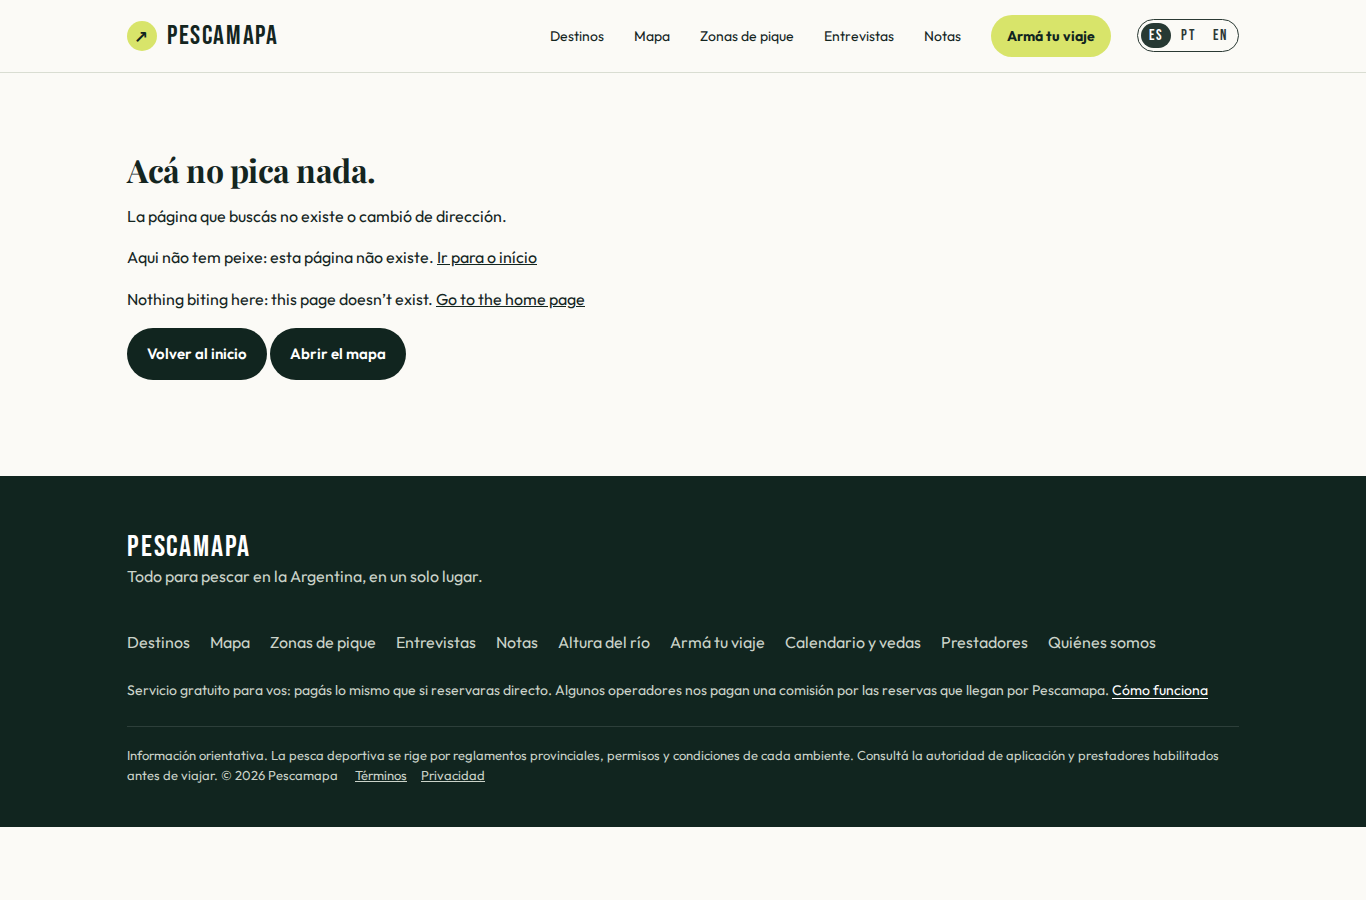 PESCAMAPA
Destinos
Mapa
Zonas de pique
Entrevistas
Notas
Armá tu viaje
ES PT EN
Acá no pica nada.
La página que buscás no existe o cambió de dirección.
Aqui não tem peixe: esta página não existe. Ir para o início
Nothing biting here: this page doesn’t exist. Go to the home page
Volver al inicio
Abrir el mapa
PESCAMAPA
Todo para pescar en la Argentina, en un solo lugar.
Destinos Mapa Zonas de pique Entrevistas Notas Altura del río Armá tu viaje Calendario y vedas Prestadores Quiénes somos
Servicio gratuito para vos: pagás lo mismo que si reservaras directo. Algunos operadores nos pagan una comisión por las reservas que llegan por Pescamapa. Cómo funciona
Información orientativa. La pesca deportiva se rige por reglamentos provinciales, permisos y condiciones de cada ambiente. Consultá la autoridad de aplicación y prestadores habilitados
antes de viajar. © 2026 Pescamapa Términos Privacidad